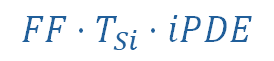 FF · T_Si · iPDE